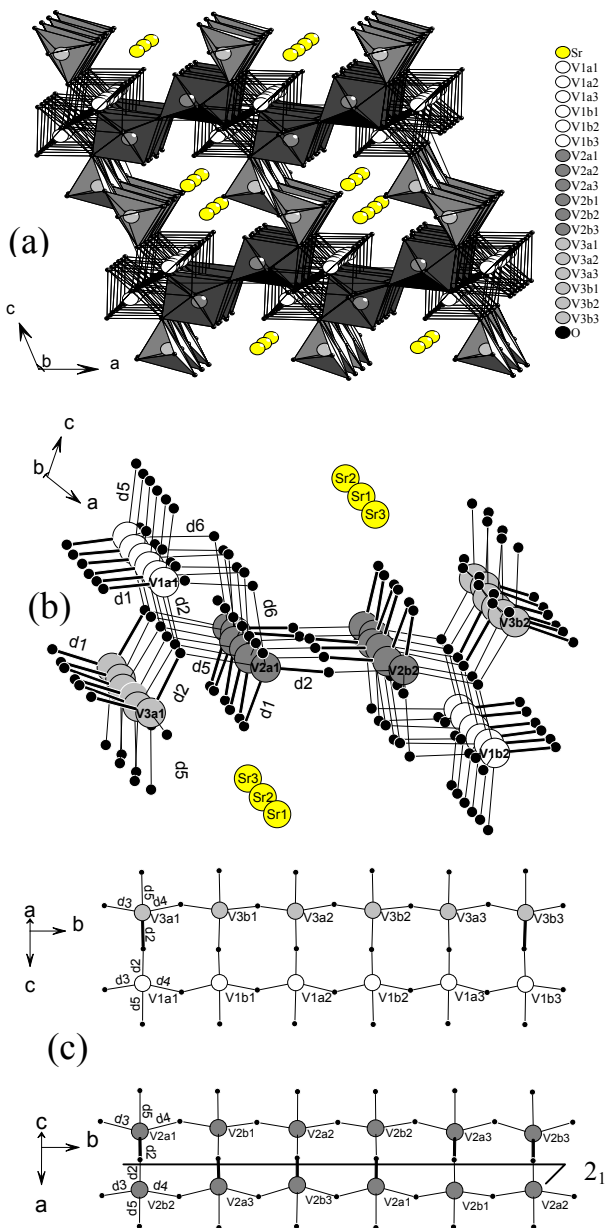 Sr
V1a1
V1a2
V1a3
V1b1
V1b2
V1b3
V2a1
V2a2
V2a3
V2b1
V2b2
V2b3
V3a1
V3a2
V3a3
V3b1
V3b2
V3b3
O
(a)
c
b
a
c
b
a
Sr2
Sr1
Sr3
d5
d6
V1a1
d1
d2
d6
V3b2
(b)
d1
d5
V2a1
V2b2
d2
d2
d1
V3a1
V1b2
d5
Sr3
Sr2
Sr1
a
b
c
d5
d3 d4
V3a1 V3b1 V3a2 V3b2 V3a3 V3b3
d2
d2
d3 d4
V1a1 V1b1 V1a2 V1b2 V1a3 V1b3
d5
(c)
c
b
a
d5
d3 d4
V2a1 V2b1 V2a2 V2b2 V2a3 V2b3
d2
d2
2₁
d3 d4
V2b2 V2a3 V2b3 V2a1 V2b1 V2a2
d5